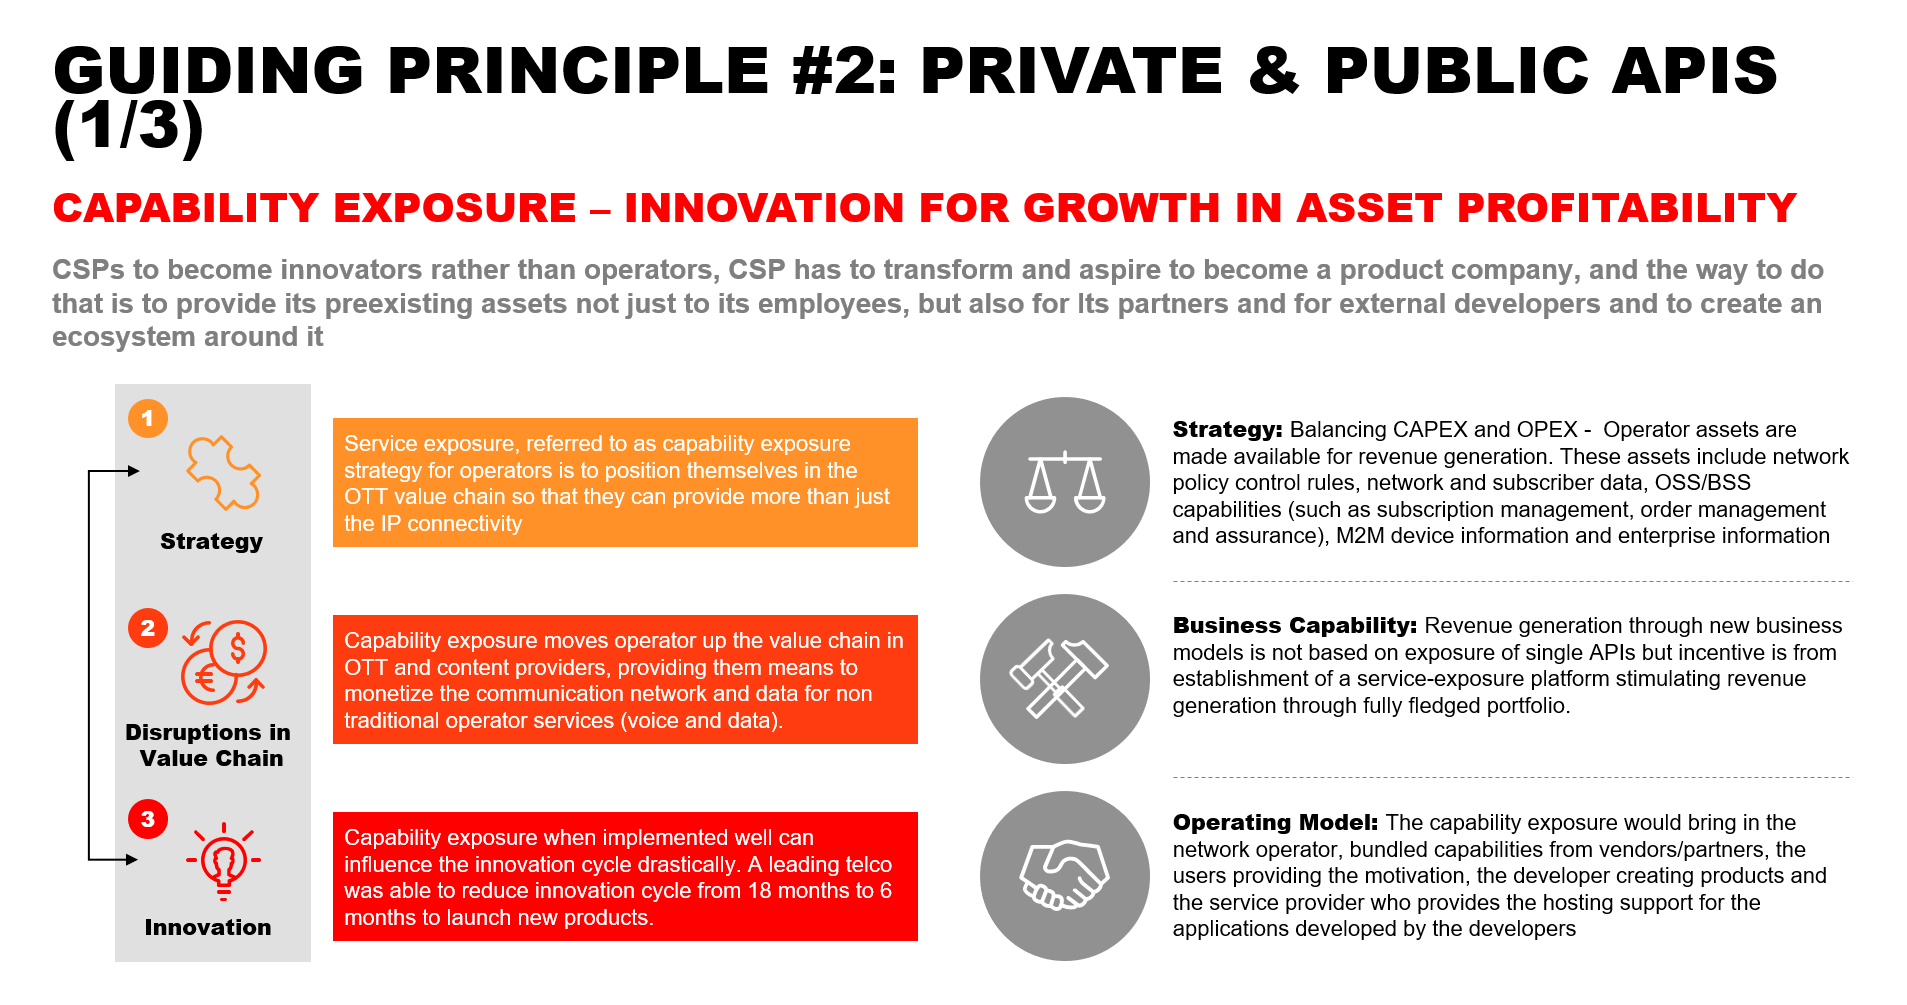 GUIDING PRINCIPLE #2: PRIVATE & PUBLIC APIS
(1/3)
CAPABILITY EXPOSURE – INNOVATION FOR GROWTH IN ASSET PROFITABILITY
CSPs to become innovators rather than operators, CSP has to transform and aspire to become a product company, and the way to do
that is to provide its preexisting assets not just to its employees, but also for Its partners and for external developers and to create an
ecosystem around it
1
Strategy
Service exposure, referred to as capability exposure
strategy for operators is to position themselves in the
OTT value chain so that they can provide more than just
the IP connectivity
2
$
€
Disruptions in
Value Chain
Capability exposure moves operator up the value chain in
OTT and content providers, providing them means to
monetize the communication network and data for non
traditional operator services (voice and data).
3
Innovation
Capability exposure when implemented well can
influence the innovation cycle drastically. A leading telco
was able to reduce innovation cycle from 18 months to 6
months to launch new products.
Strategy: Balancing CAPEX and OPEX -  Operator assets are
made available for revenue generation. These assets include network
policy control rules, network and subscriber data, OSS/BSS
capabilities (such as subscription management, order management
and assurance), M2M device information and enterprise information
Business Capability: Revenue generation through new business
models is not based on exposure of single APIs but incentive is from
establishment of a service-exposure platform stimulating revenue
generation through fully fledged portfolio.
Operating Model: The capability exposure would bring in the
network operator, bundled capabilities from vendors/partners, the
users providing the motivation, the developer creating products and
the service provider who provides the hosting support for the
applications developed by the developers